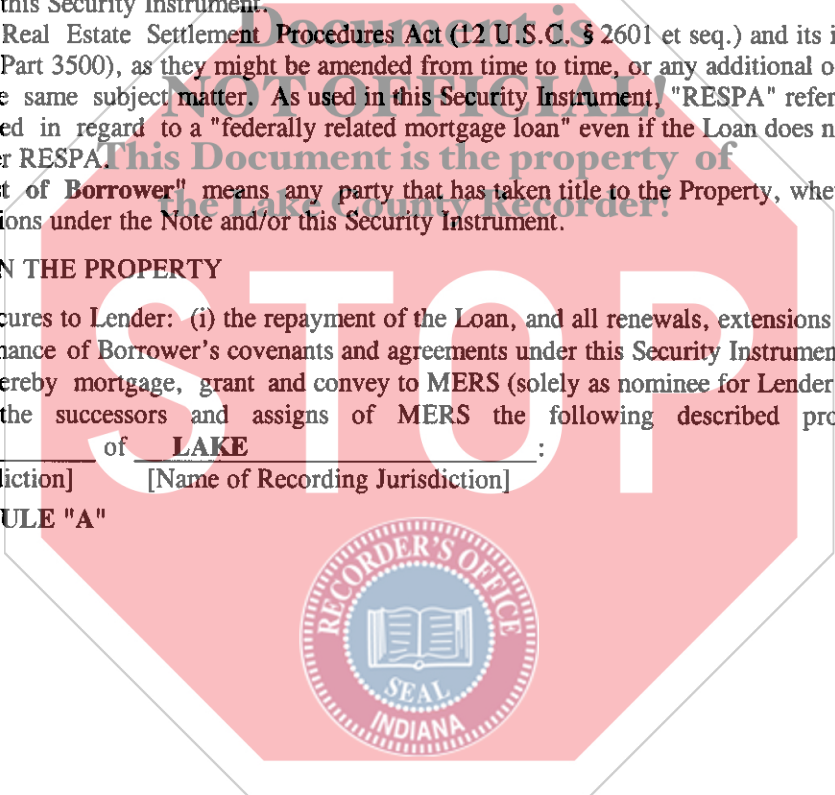 this Security Instrument.
Document is
Real Estate Settlement Procedures Act (12 U.S.C. § 2601 et seq.) and its i
Part 3500), as they might be amended from time to time, or any additional o
NOT OFFICIAL!
e same subject matter. As used in this Security Instrument, "RESPA" refer
ed in regard to a "federally related mortgage loan" even if the Loan does n
r RESPA.
This Document is the property of
t of Borrower" means any party that has taken title to the Property, whe
the Lake County Recorder!
ions under the Note and/or this Security Instrument.
N THE PROPERTY
STOP
cures to Lender: (i) the repayment of the Loan, and all renewals, extensions
nance of Borrower's covenants and agreements under this Security Instrumen
ereby mortgage, grant and convey to MERS (solely as nominee for Lender
the successors and assigns of MERS the following described pro
of LAKE :
liction] [Name of Recording Jurisdiction]
ULE "A"
RECORDER'S OFFICE
SEAL
INDIANA